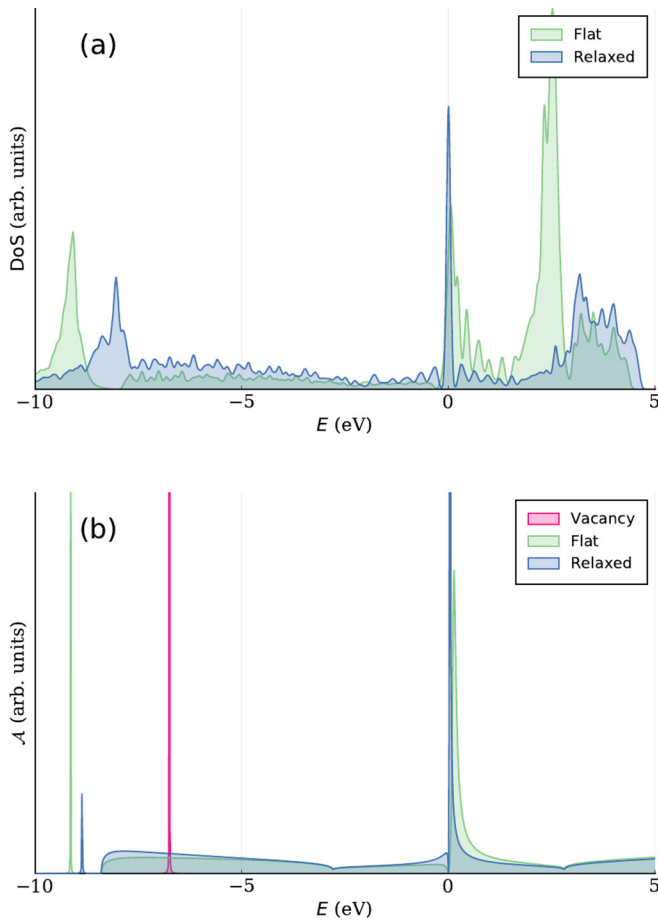 (a)
Flat
Relaxed
DoS (arb. units)
−10
−5
0
5
E (eV)
(b)
Vacancy
Flat
Relaxed
𝒜 (arb. units)
−10
−5
0
5
E (eV)